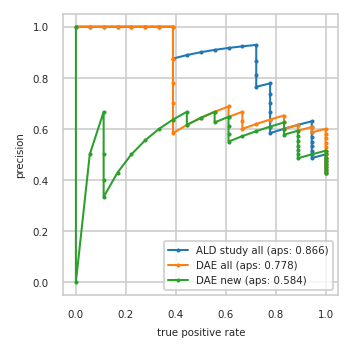 precision
1.0
0.8
0.6
0.4
0.2
0.0
ALD study all (aps: 0.866)
DAE all (aps: 0.778)
DAE new (aps: 0.584)
0.0 0.2 0.4 0.6 0.8 1.0
true positive rate